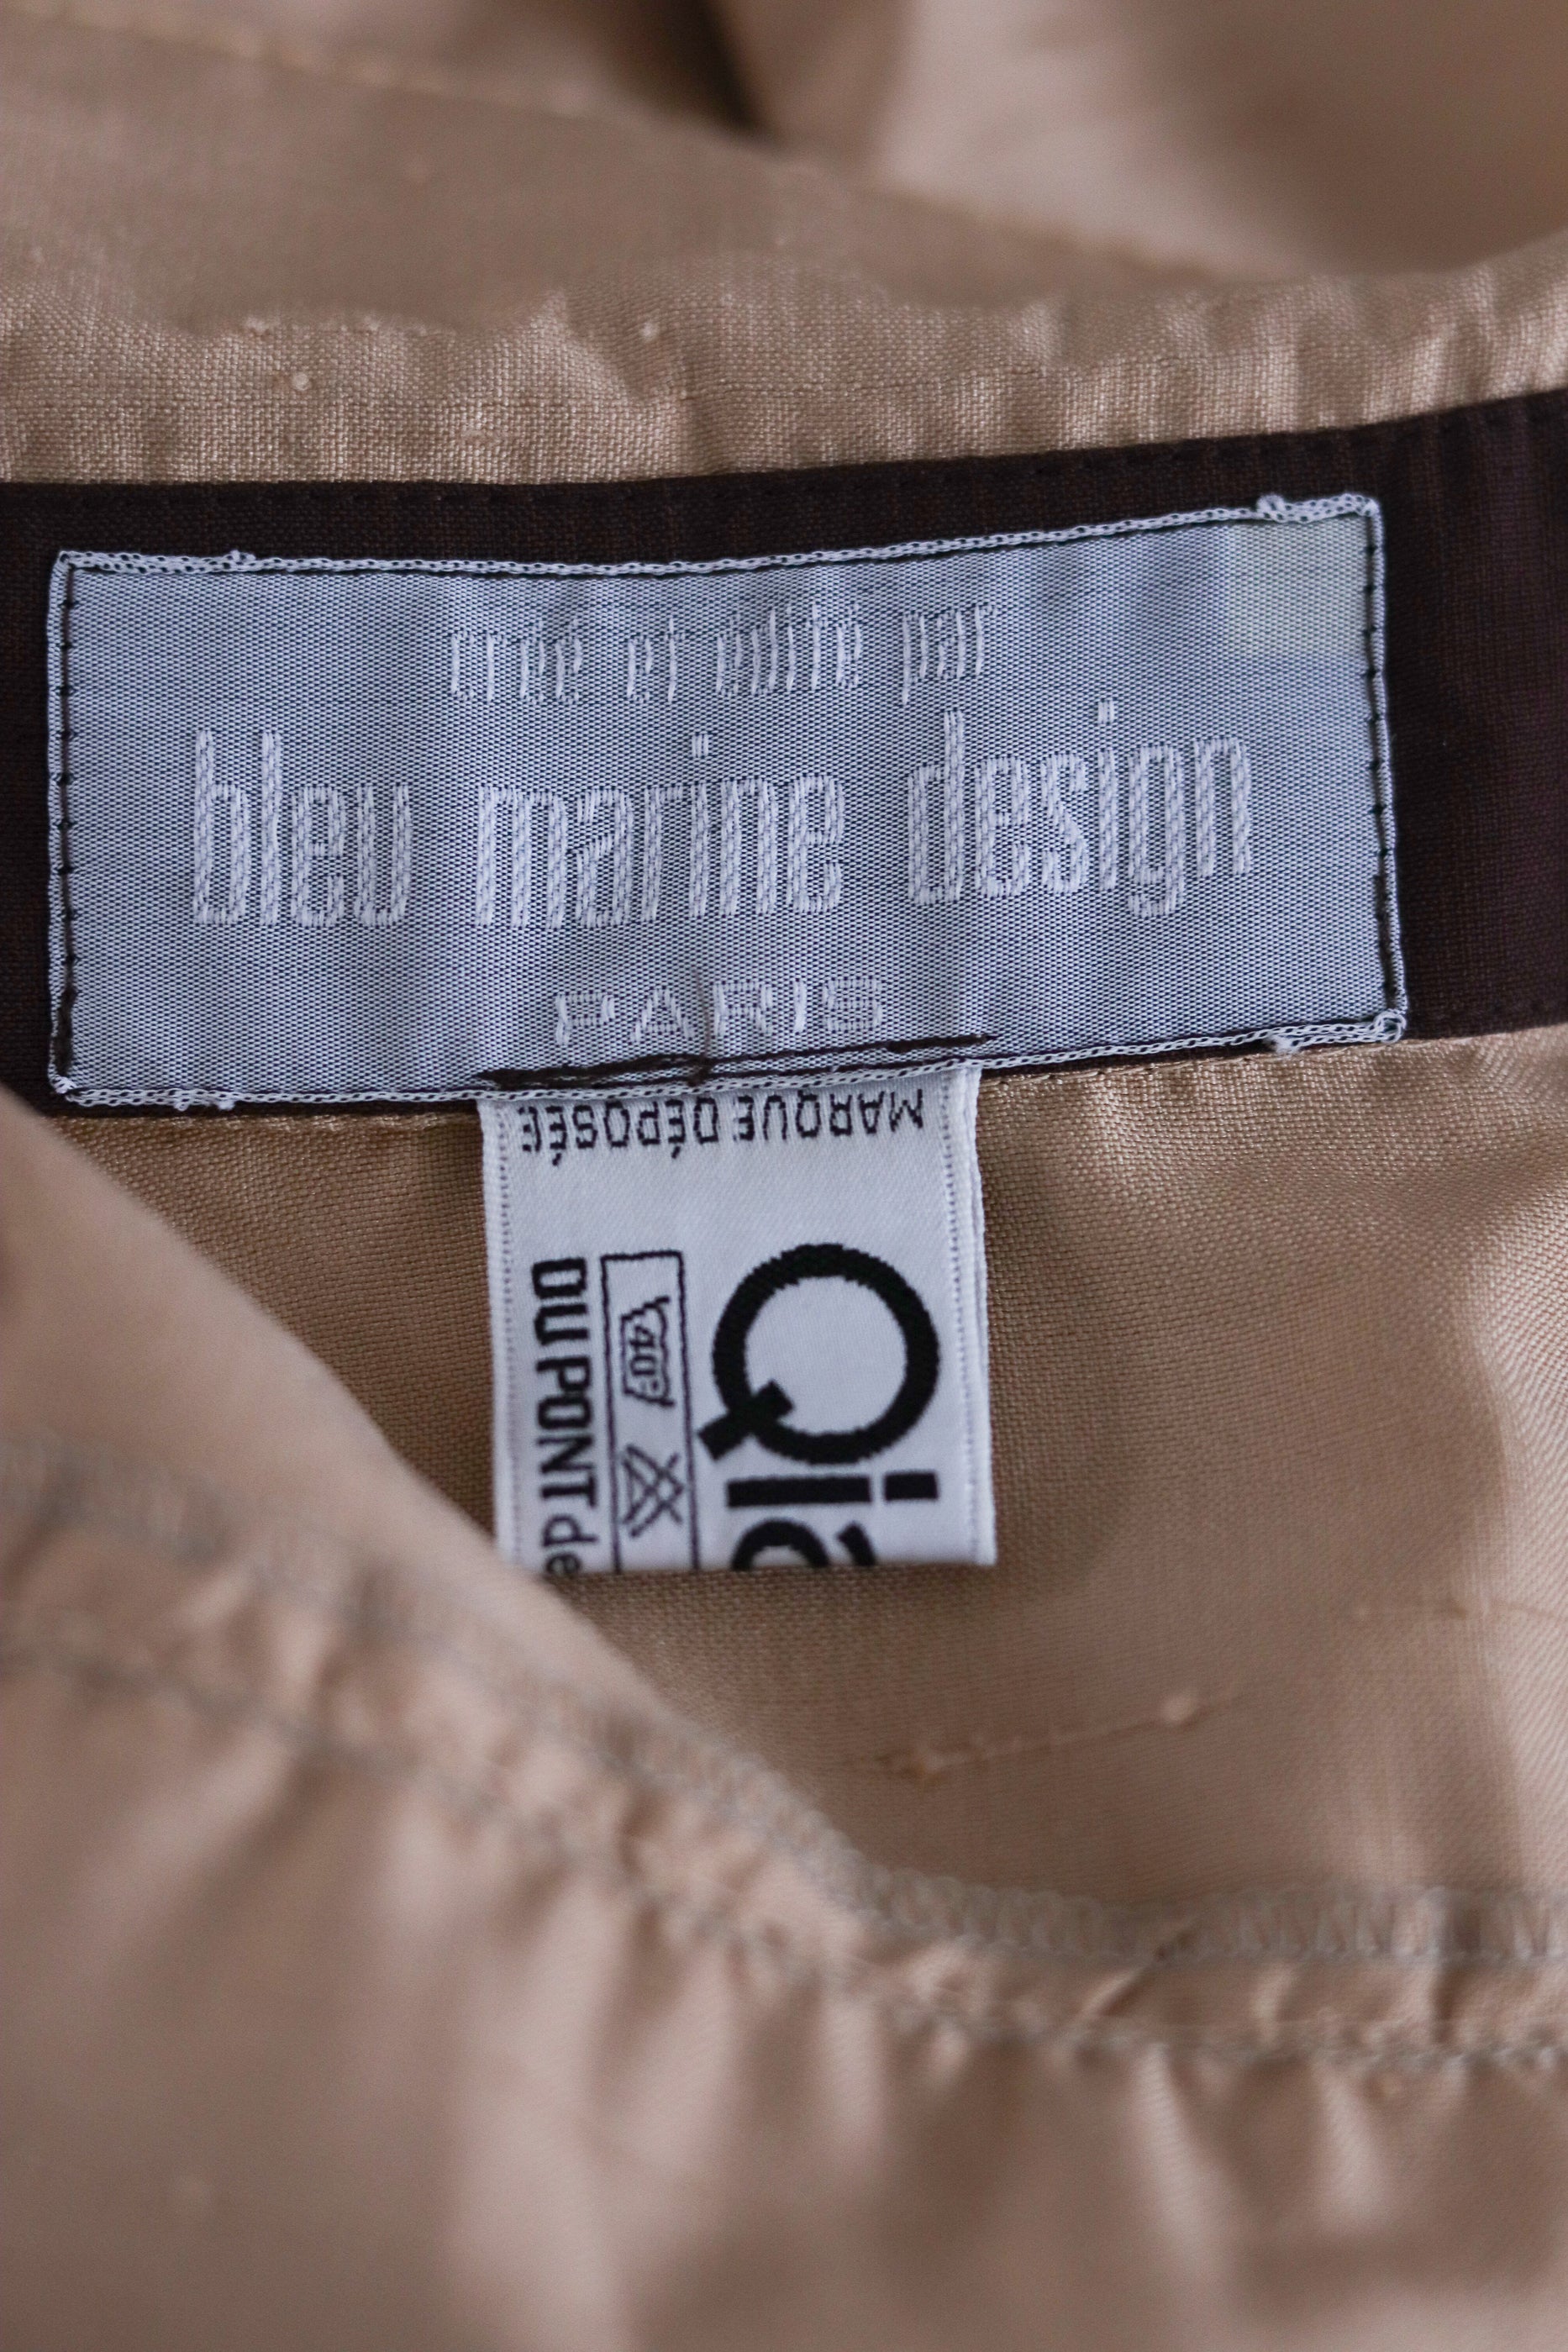 créé et édité par
bleu marine design
PARIS
MARQUE DÉPOSÉE
Qia
40°
DU PONT de